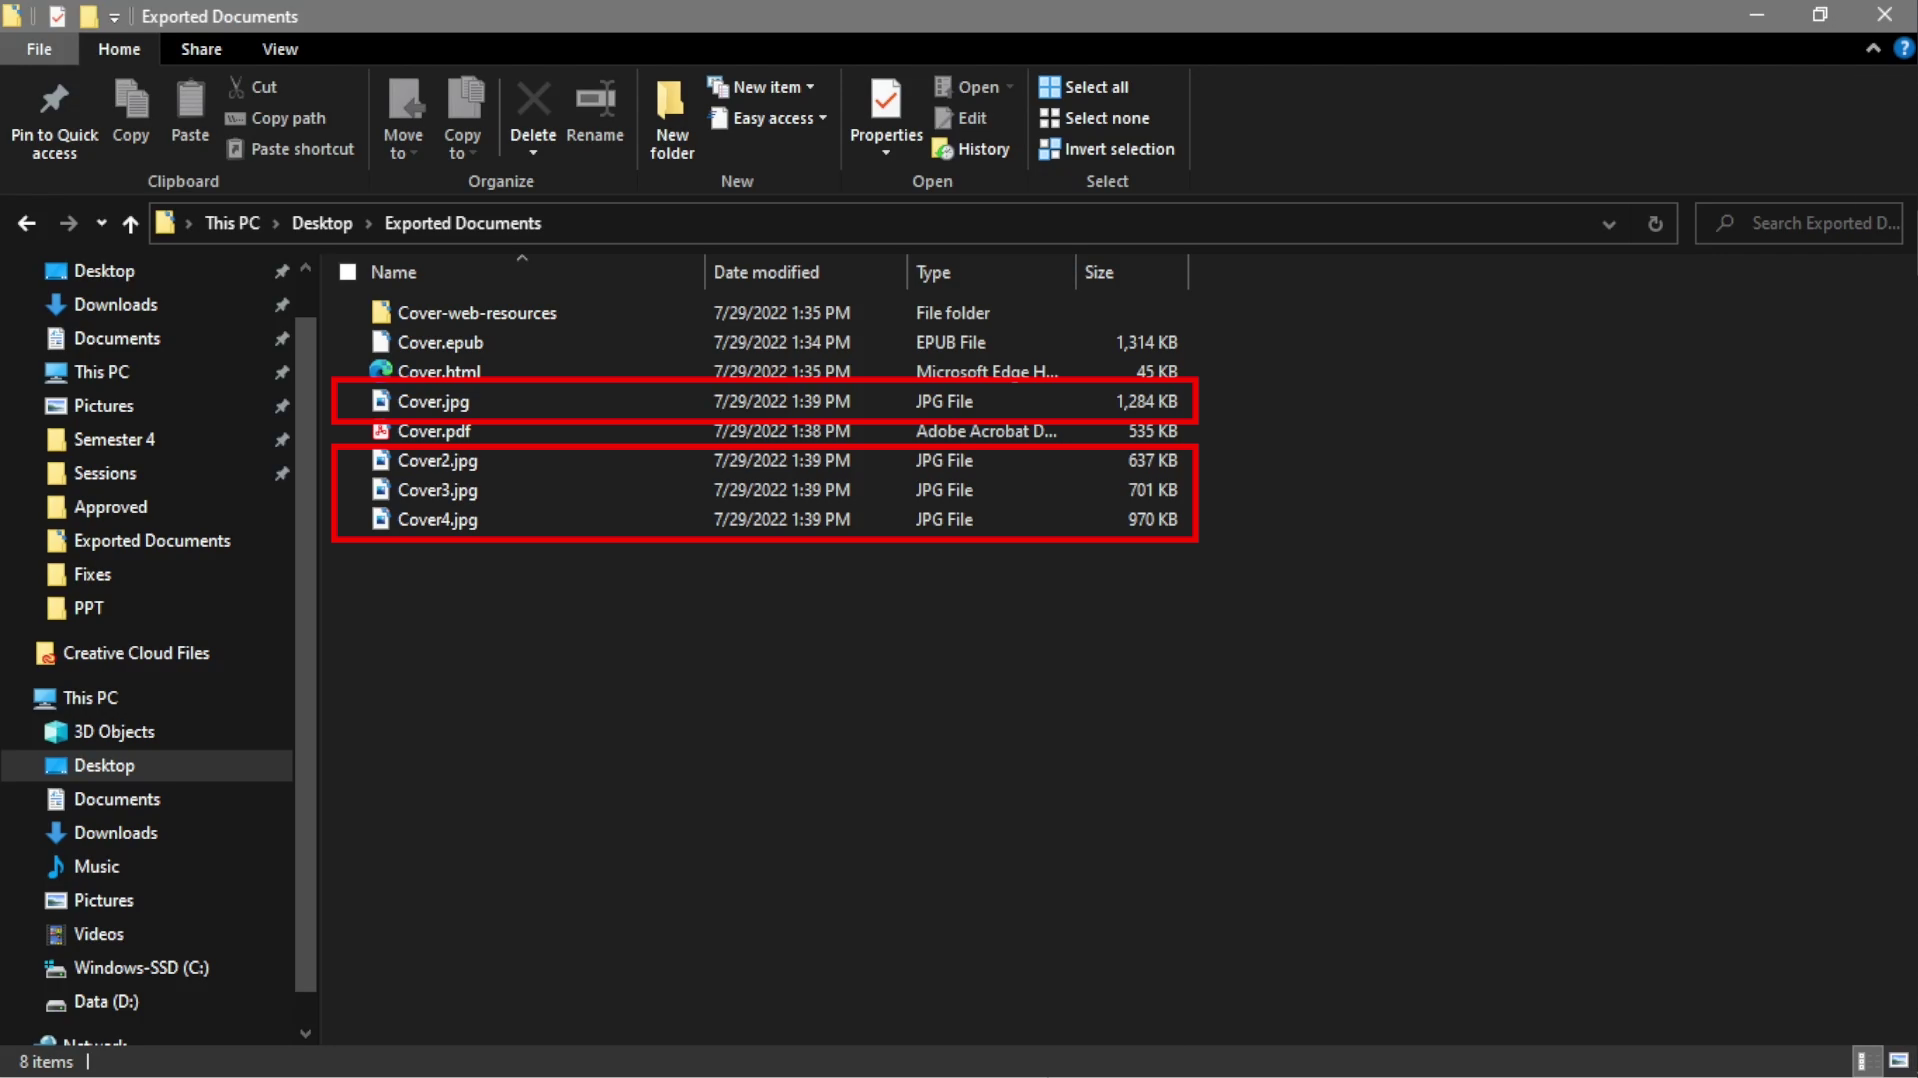 Exported Documents
File Home Share View
Pin to Quick access
Copy
Paste
Cut
Copy path
Paste shortcut
Clipboard
Move to
Copy to
Delete
Rename
Organize
New folder
New item
Easy access
New
Properties
Open
Edit
History
Open
Select all
Select none
Invert selection
Select
This PC > Desktop > Exported Documents
Search Exported D...
Desktop
Downloads
Documents
This PC
Pictures
Semester 4
Sessions
Approved
Exported Documents
Fixes
PPT
Creative Cloud Files
This PC
3D Objects
Desktop
Documents
Downloads
Music
Pictures
Videos
Windows-SSD (C:)
Data (D:)
Network
Name Date modified Type Size
Cover-web-resources 7/29/2022 1:35 PM File folder
Cover.epub 7/29/2022 1:34 PM EPUB File 1,314 KB
Cover.html 7/29/2022 1:35 PM Microsoft Edge H... 45 KB
Cover.jpg 7/29/2022 1:39 PM JPG File 1,284 KB
Cover.pdf 7/29/2022 1:38 PM Adobe Acrobat D... 535 KB
Cover2.jpg 7/29/2022 1:39 PM JPG File 637 KB
Cover3.jpg 7/29/2022 1:39 PM JPG File 701 KB
Cover4.jpg 7/29/2022 1:39 PM JPG File 970 KB
8 items